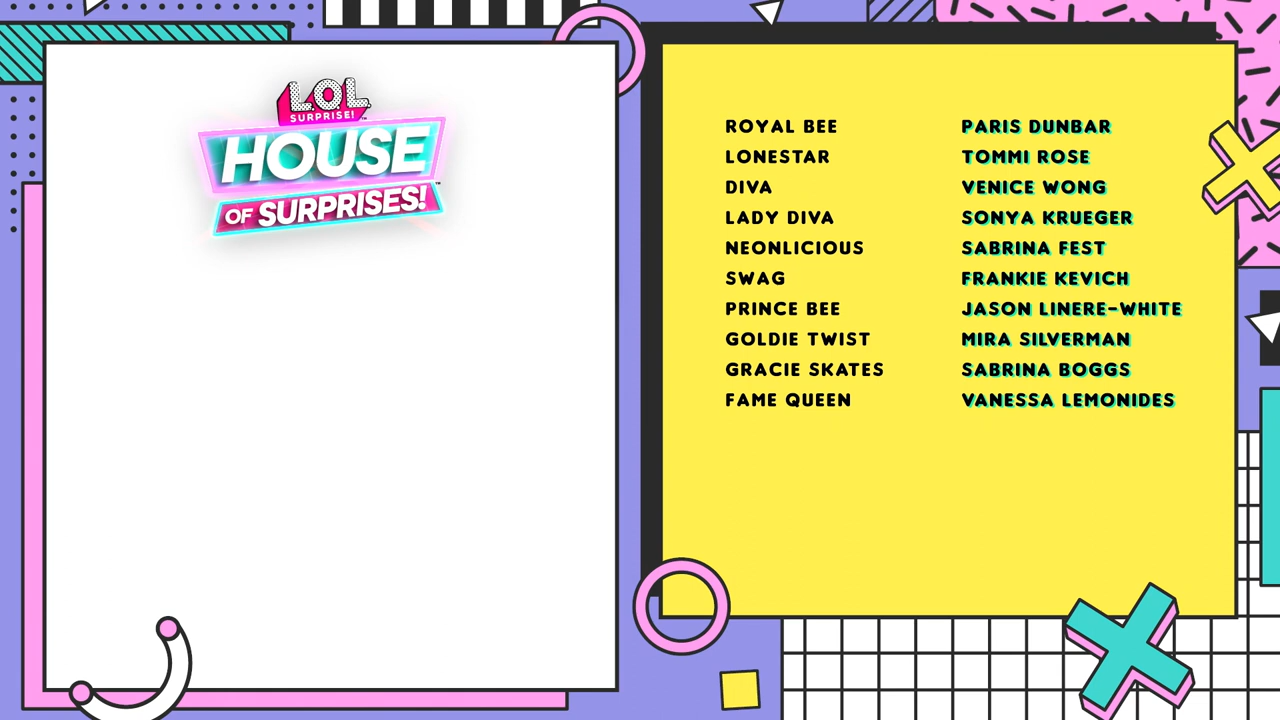 L.O.L.
SURPRISE!™
HOUSE
OF SURPRISES!™
ROYAL BEE PARIS DUNBAR
LONESTAR TOMMI ROSE
DIVA VENICE WONG
LADY DIVA SONYA KRUEGER
NEONLICIOUS SABRINA FEST
SWAG FRANKIE KEVICH
PRINCE BEE JASON LINERE-WHITE
GOLDIE TWIST MIRA SILVERMAN
GRACIE SKATES SABRINA BOGGS
FAME QUEEN VANESSA LEMONIDES